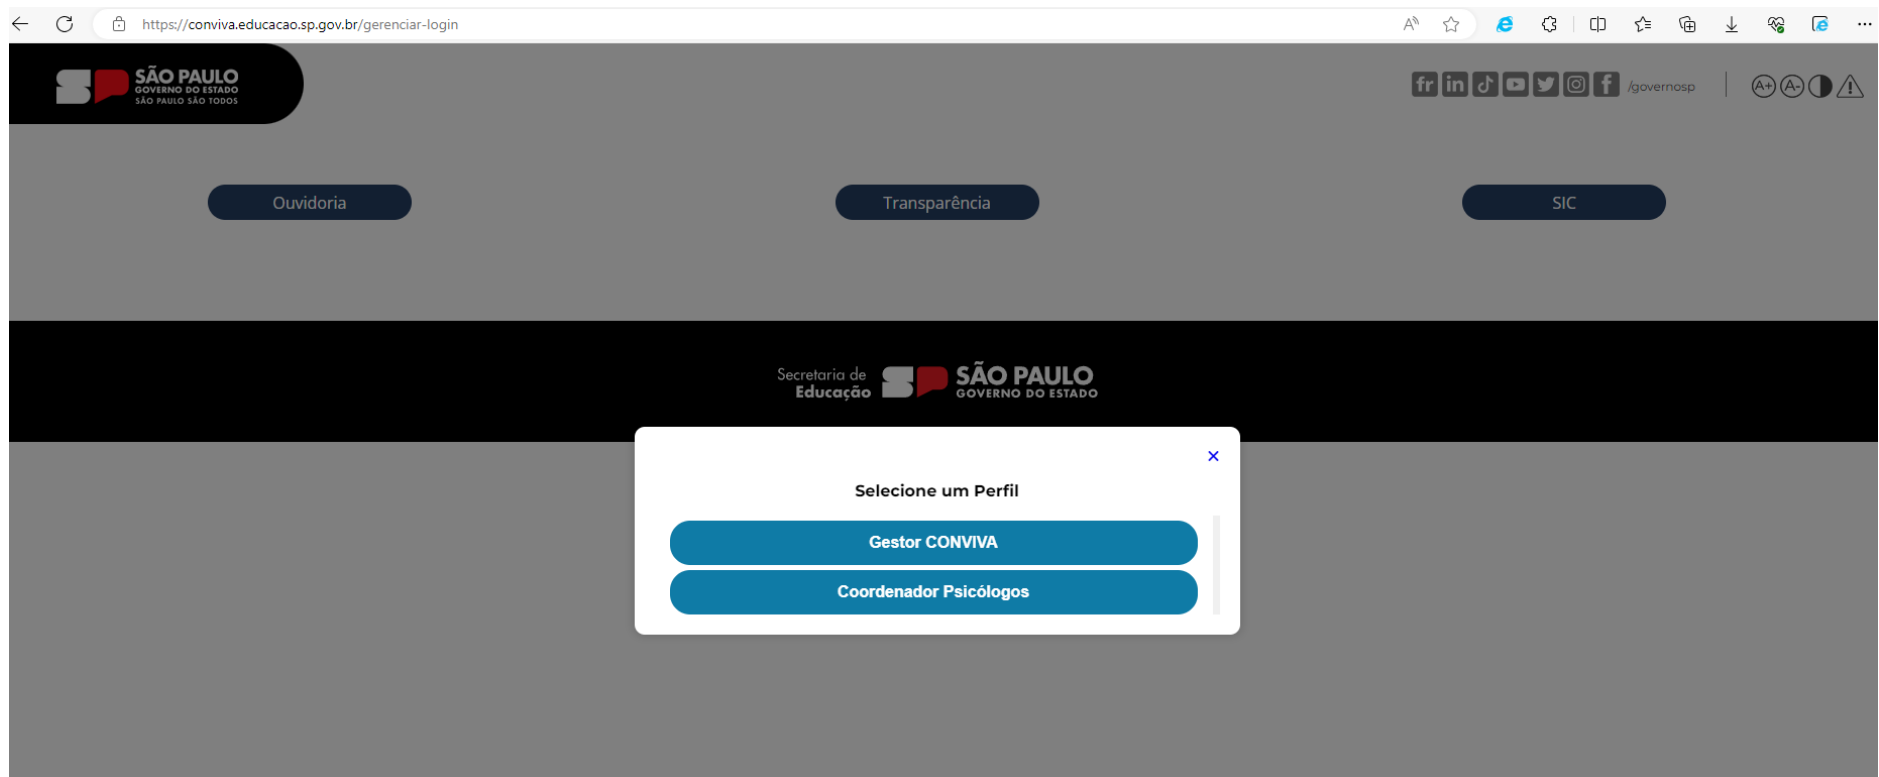 https://conviva.educacao.sp.gov.br/gerenciar-login
SÃO PAULO
GOVERNO DO ESTADO
SÃO PAULO SÃO TODOS
/governosp
A+ A-
Ouvidoria
Transparência
SIC
Secretaria de
Educação
SÃO PAULO
GOVERNO DO ESTADO
Selecione um Perfil
Gestor CONVIVA
Coordenador Psicólogos